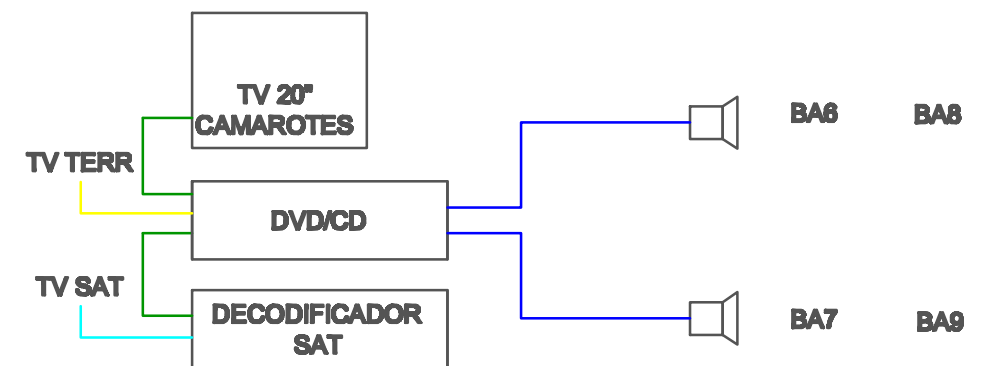 TV 20"
CAMAROTES
TV TERR
DVD/CD
TV SAT
DECODIFICADOR
SAT
BA6 BA8
BA7 BA9